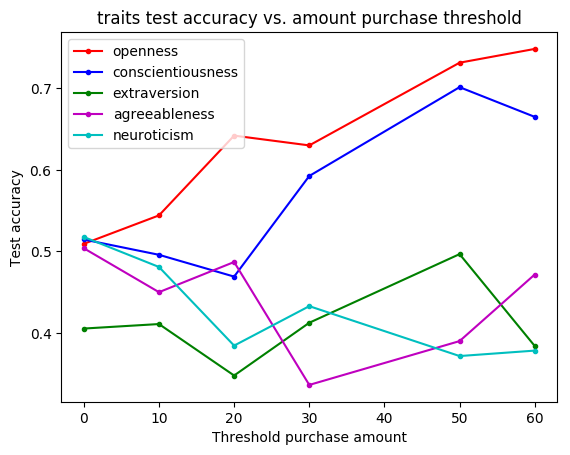 traits test accuracy vs. amount purchase threshold
openness
conscientiousness
extraversion
agreeableness
neuroticism
0.7
0.6
0.5
0.4
Test accuracy
0 10 20 30 40 50 60
Threshold purchase amount